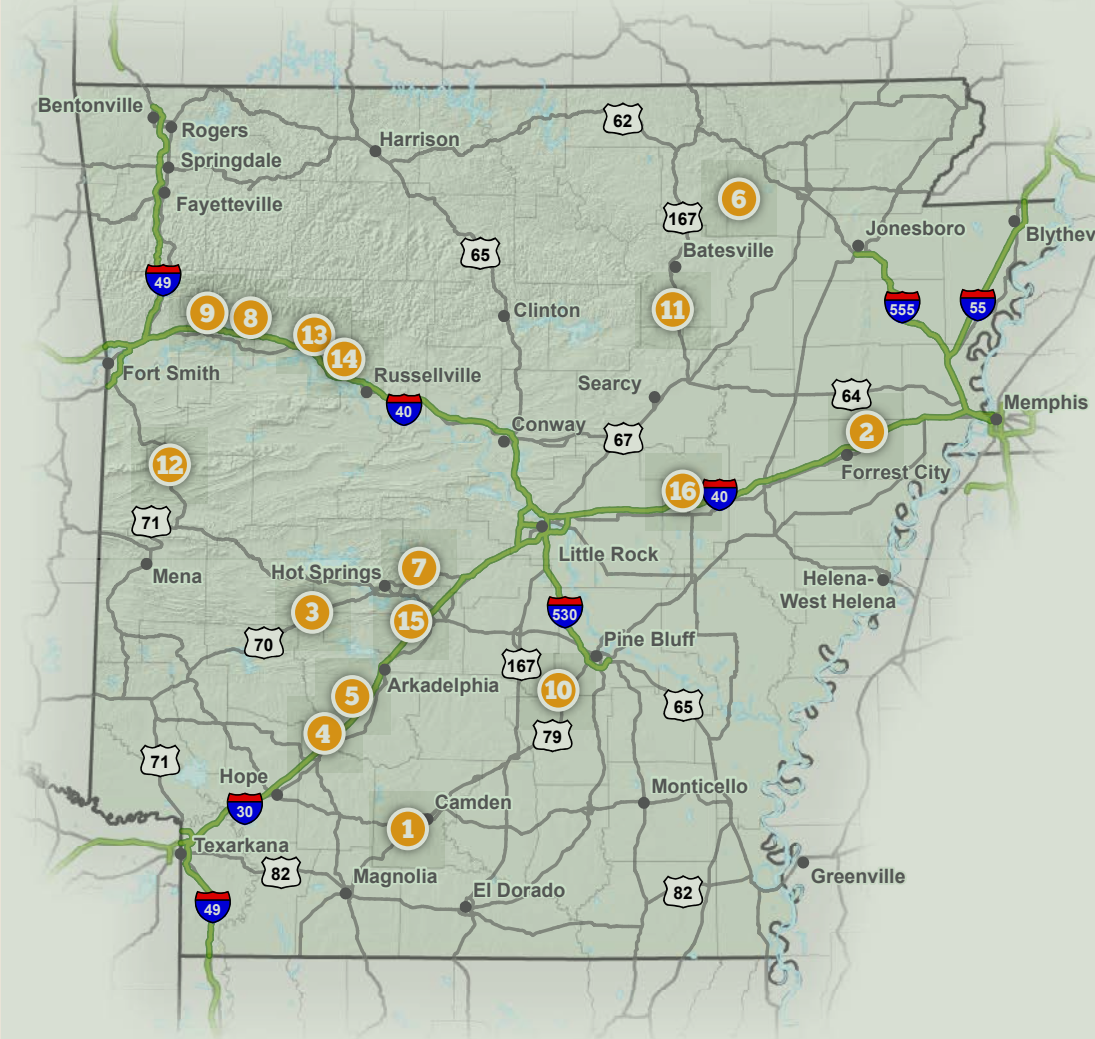 Bentonville
62
Rogers
Harrison
Springdale
6
Fayetteville
167
Jonesboro
Blythev
65
Batesville
49
9
8
11
Clinton
555
55
13
14
Fort Smith
Russellville
Searcy
64
40
Memphis
Conway
67
2
12
Forrest City
16
40
71
Little Rock
Mena
Hot Springs
7
Helena-
West Helena
3
15
530
70
Pine Bluff
167
5
Arkadelphia
10
65
4
79
71
Hope
Monticello
30
Camden
1
Texarkana
82
Magnolia
Greenville
El Dorado
82
49